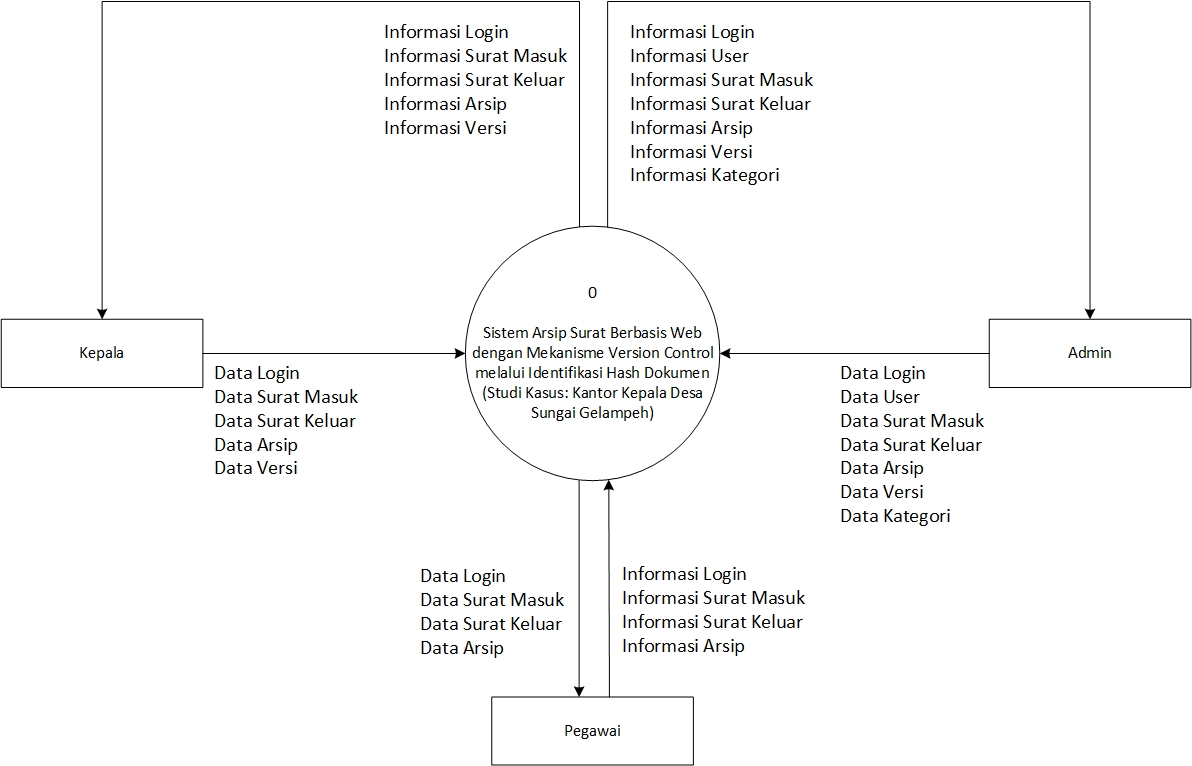 Informasi Login
Informasi Surat Masuk
Informasi Surat Keluar
Informasi Arsip
Informasi Versi
Informasi Login
Informasi User
Informasi Surat Masuk
Informasi Surat Keluar
Informasi Arsip
Informasi Versi
Informasi Kategori
Kepala
0
Sistem Arsip Surat Berbasis Web
dengan Mekanisme Version Control
melalui Identifikasi Hash Dokumen
(Studi Kasus: Kantor Kepala Desa
Sungai Gelampeh)
Admin
Data Login
Data Surat Masuk
Data Surat Keluar
Data Arsip
Data Versi
Data Login
Data User
Data Surat Masuk
Data Surat Keluar
Data Arsip
Data Versi
Data Kategori
Data Login
Data Surat Masuk
Data Surat Keluar
Data Arsip
Informasi Login
Informasi Surat Masuk
Informasi Surat Keluar
Informasi Arsip
Pegawai